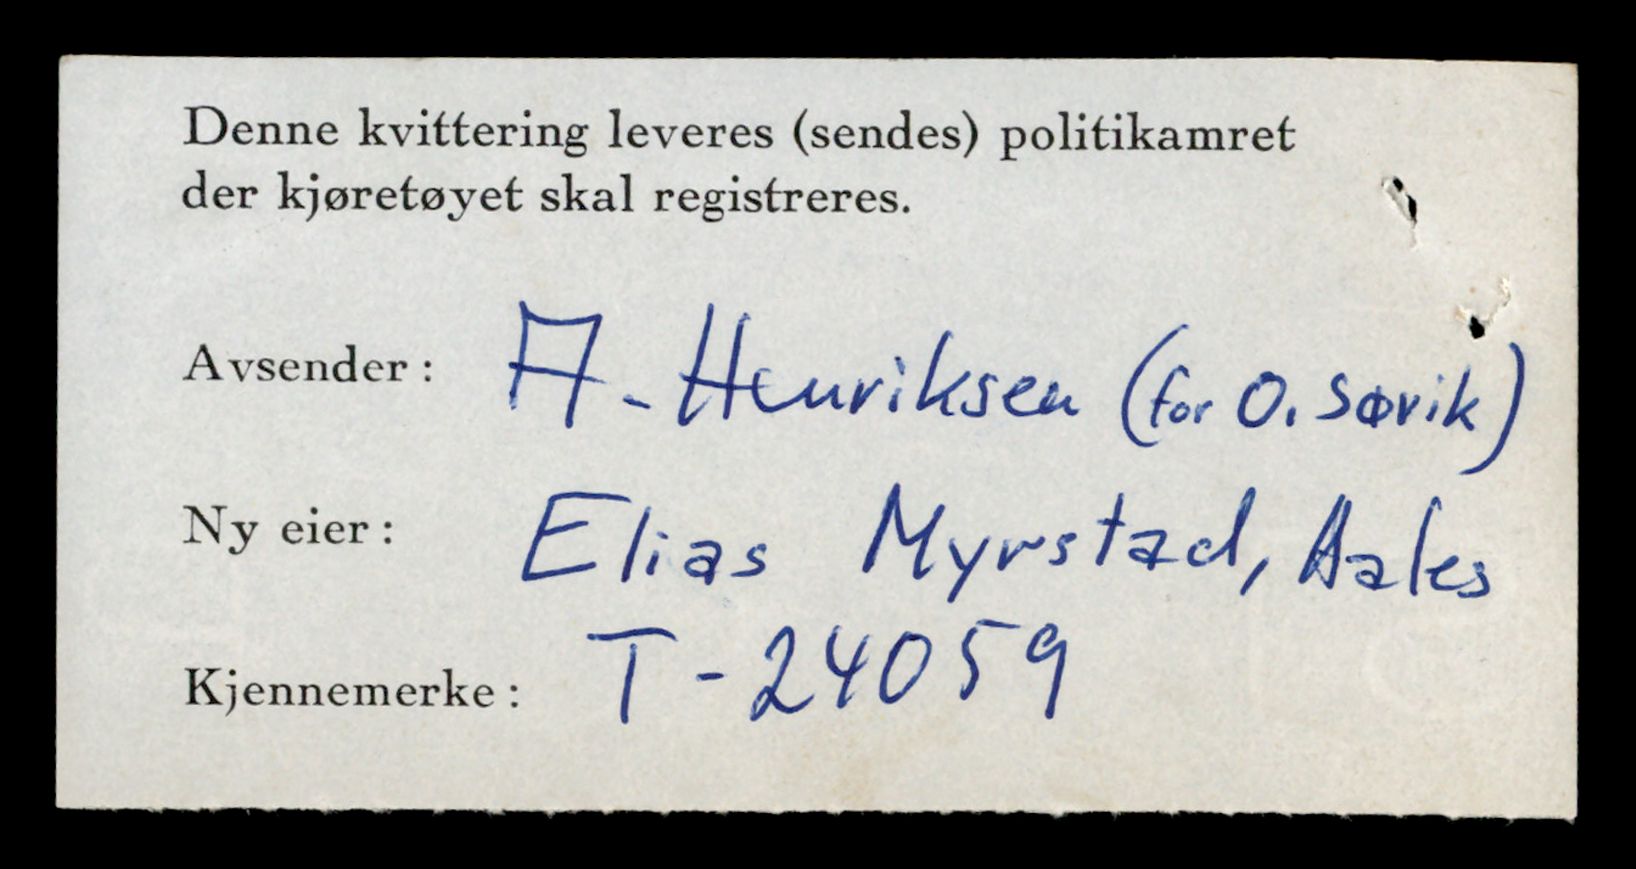 Denne kvittering leveres (sendes) politikamret
der kjøretøyet skal registreres.
Avsender: A. Henriksen (for O. Søvik)
Ny eier: Elias Myrstad, Aales
Kjennemerke: T-24059